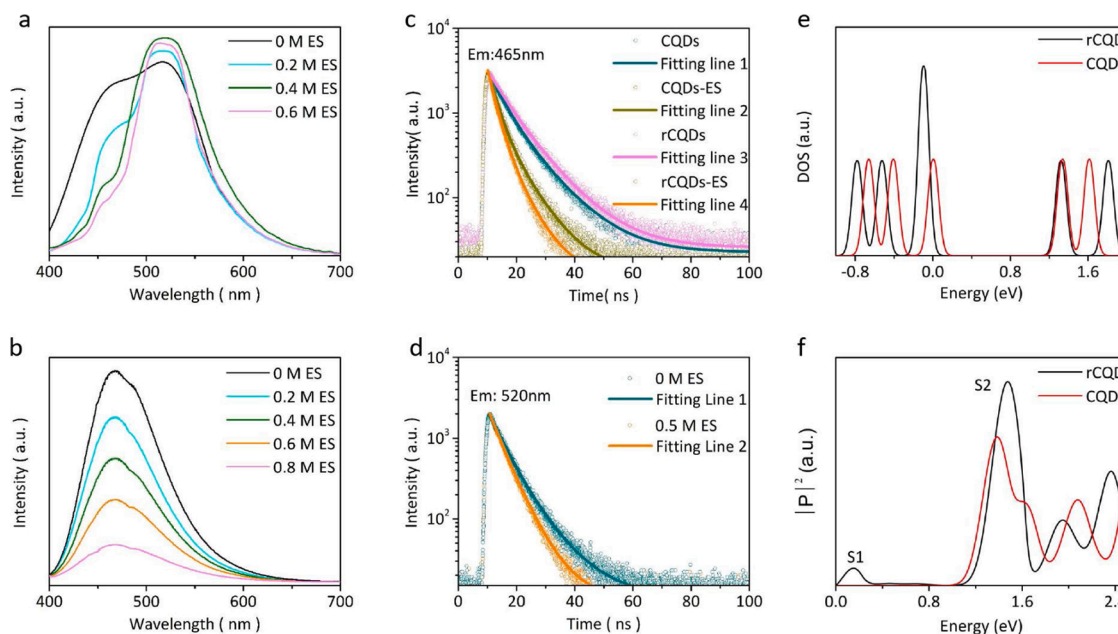 a
Intensity ( a.u. )
0 M ES
0.2 M ES
0.4 M ES
0.6 M ES
400
500
600
700
Wavelength ( nm )
c
Intensity( a.u. )
10^4
10^3
10^2
Em:465nm
CQDs
Fitting line 1
CQDs-ES
Fitting line 2
rCQDs
Fitting line 3
rCQDs-ES
Fitting line 4
0 20 40 60 80 100
Time( ns )
e
DOS (a.u.)
rCQD
CQD
-0.8 0.0 0.8 1.6
Energy (eV)
b
Intensity ( a.u. )
0 M ES
0.2 M ES
0.4 M ES
0.6 M ES
0.8 M ES
400
500
600
700
Wavelength ( nm )
d
Intensity ( a.u. )
10^4
10^3
10^2
Em: 520nm
0 M ES
Fitting Line 1
0.5 M ES
Fitting Line 2
0 20 40 60 80 100
Time ( ns )
f
|P|^2 (a.u.)
S1
S2
rCQD
CQD
0.0 0.8 1.6 2.4
Energy (eV)